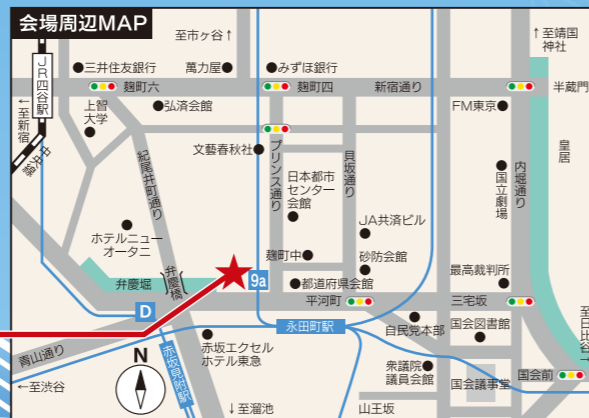 会場周辺MAP
至市ヶ谷↑
↑至靖国
神社
JR四谷駅
三井住友銀行
萬力屋
みずほ銀行
麹町六
麹町四
新宿通り
半蔵門
←至新宿
上智
大学
弘済会館
FM東京
中央線
紀尾井町通り
文藝春秋社
プリンス通り
貝坂通り
内堀通り
皇居
日本都市
センター
会館
国立劇場
JA共済ビル
ホテルニュー
オータニ
麹町中
砂防会館
最高裁判所
弁慶堀
弁慶橋
9a
都道府県会館
D
平河町
三宅坂
至日比谷→
永田町駅
自民党本部
国会図書館
青山通り
赤坂見附駅
赤坂エクセル
ホテル東急
N
衆議院
議員会館
国会議事堂
国会前
←至渋谷
↓至溜池
山王坂